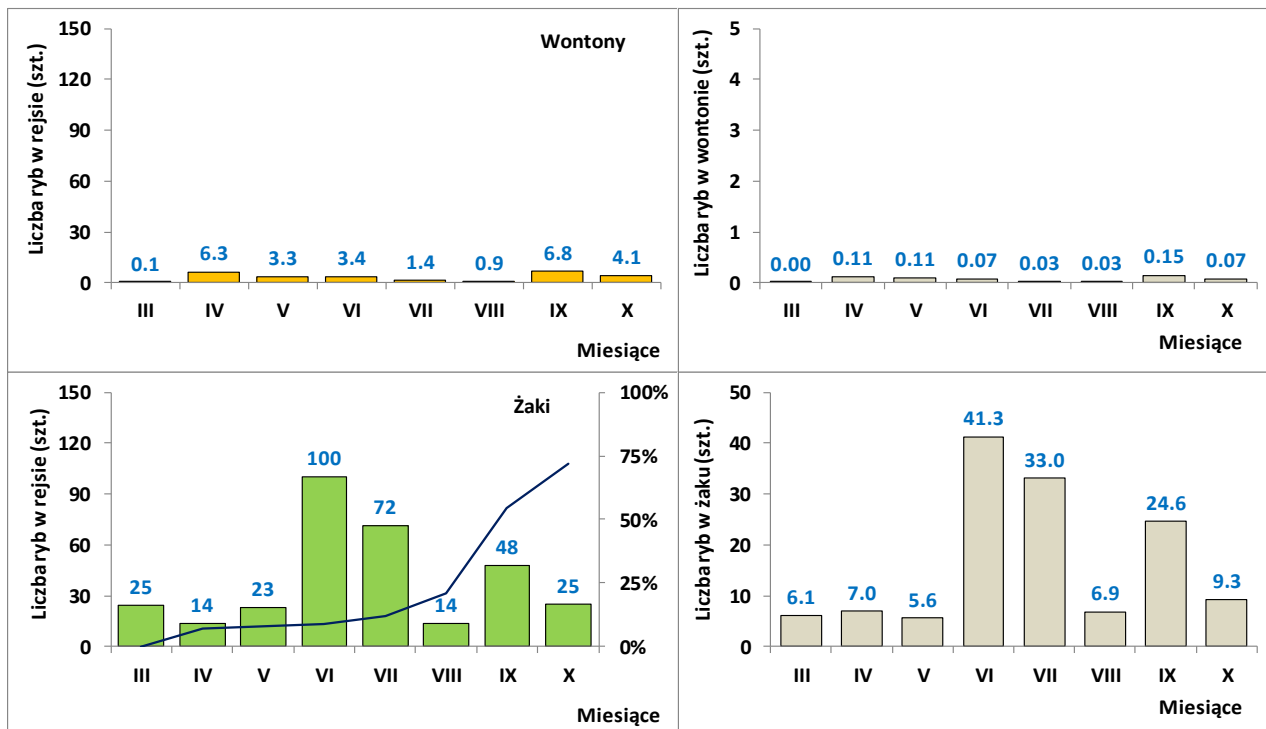 Liczba ryb w rejsie (szt.)
Wontony
150
120
90
60
30
0
0.1 6.3 3.3 3.4 1.4 0.9 6.8 4.1
III IV V VI VII VIII IX X
Miesiące
Liczba ryb w wontonie (szt.)
5
4
3
2
1
0
0.00 0.11 0.11 0.07 0.03 0.03 0.15 0.07
III IV V VI VII VIII IX X
Miesiące
Liczba ryb w rejsie (szt.)
Żaki
150
120
90
60
30
0
25 14 23 100 72 14 48 25
100%
75%
50%
25%
0%
III IV V VI VII VIII IX X
Miesiące
Liczba ryb w żaku (szt.)
50
40
30
20
10
0
6.1 7.0 5.6 41.3 33.0 6.9 24.6 9.3
III IV V VI VII VIII IX X
Miesiące